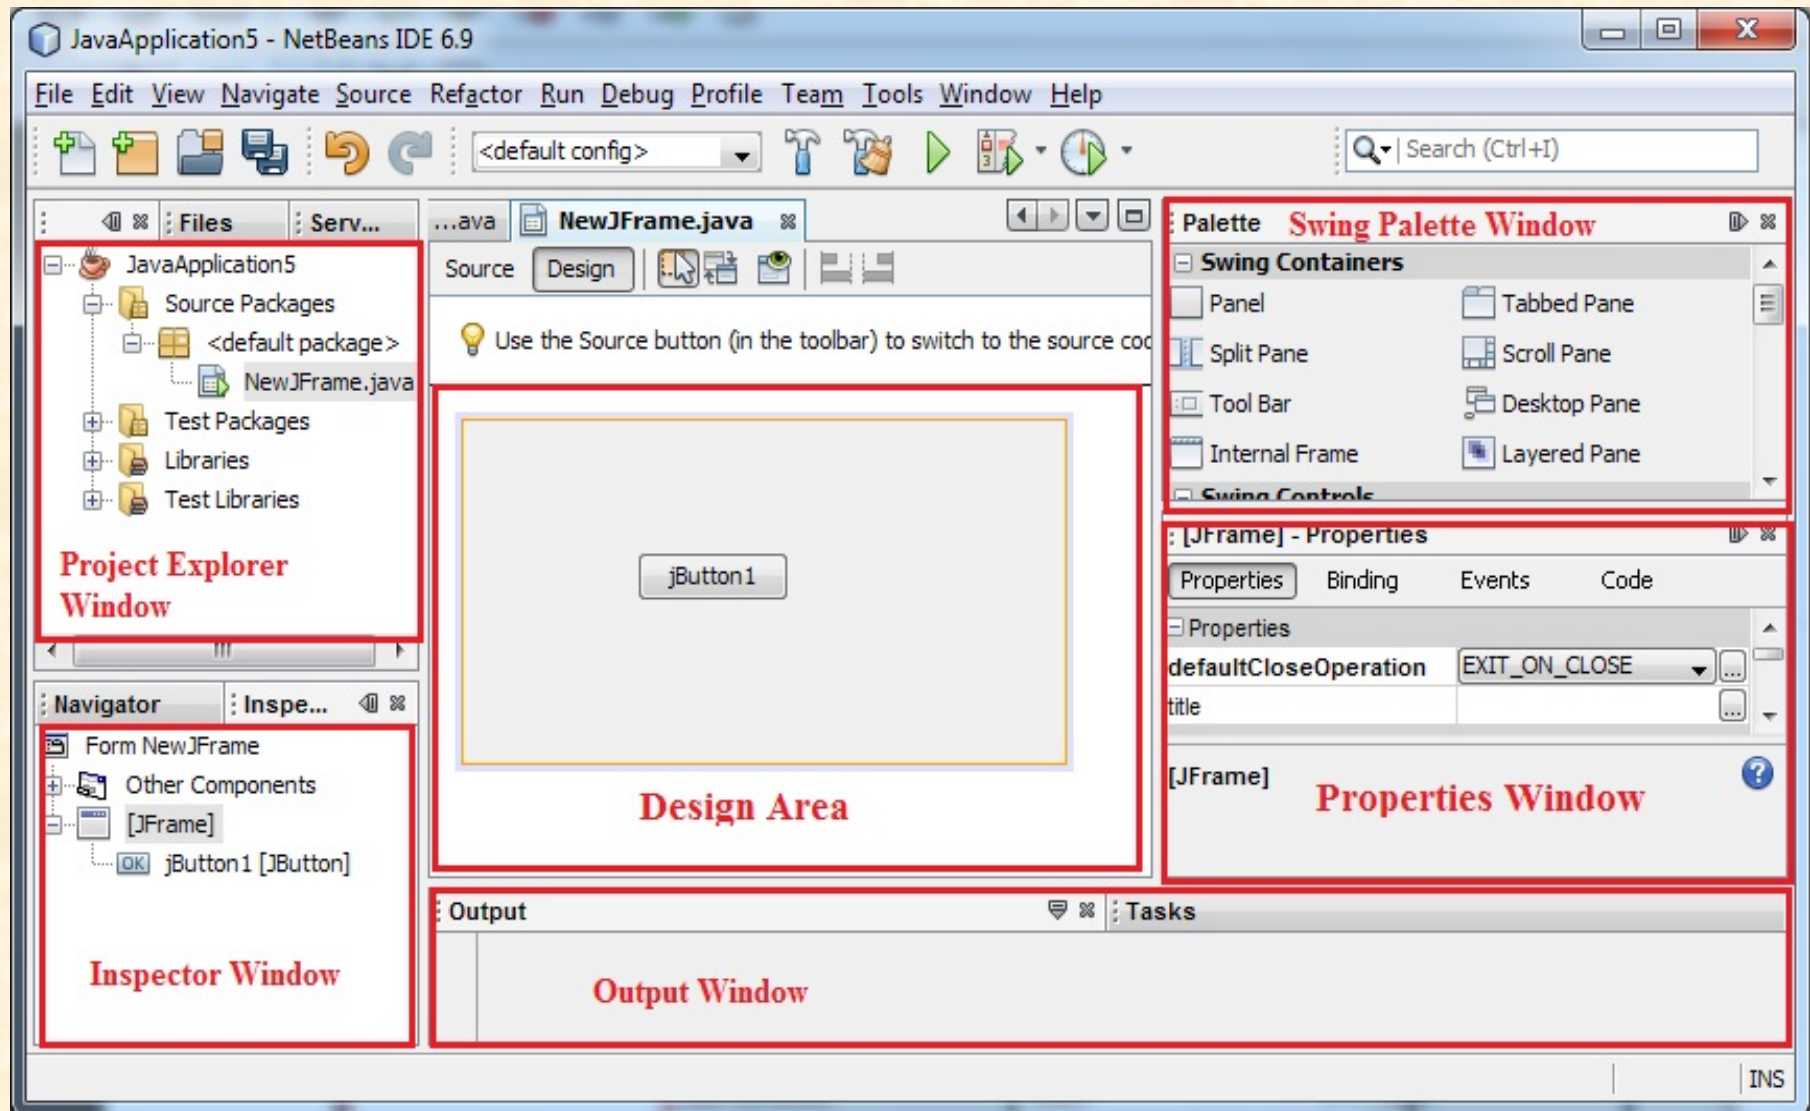 JavaApplication5 - NetBeans IDE 6.9
File Edit View Navigate Source Refactor Run Debug Profile Team Tools Window Help
<default config>
Search (Ctrl+I)
Files
Serv...
JavaApplication5
Source Packages
<default package>
NewJFrame.java
Test Packages
Libraries
Test Libraries
Project Explorer
Window
Navigator
Inspe...
Form NewJFrame
Other Components
[JFrame]
OK jButton1 [JButton]
Inspector Window
...ava
NewJFrame.java
Source Design
Use the Source button (in the toolbar) to switch to the source
jButton1
Design Area
Palette
Swing Palette Window
Swing Containers
Panel
Tabbed Pane
Split Pane
Scroll Pane
Tool Bar
Desktop Pane
Internal Frame
Layered Pane
Swing Controls
[JFrame] - Properties
Properties Binding Events Code
Properties
defaultCloseOperation EXIT_ON_CLOSE ...
title ...
[JFrame]
Properties Window
Output
Tasks
Output Window
INS